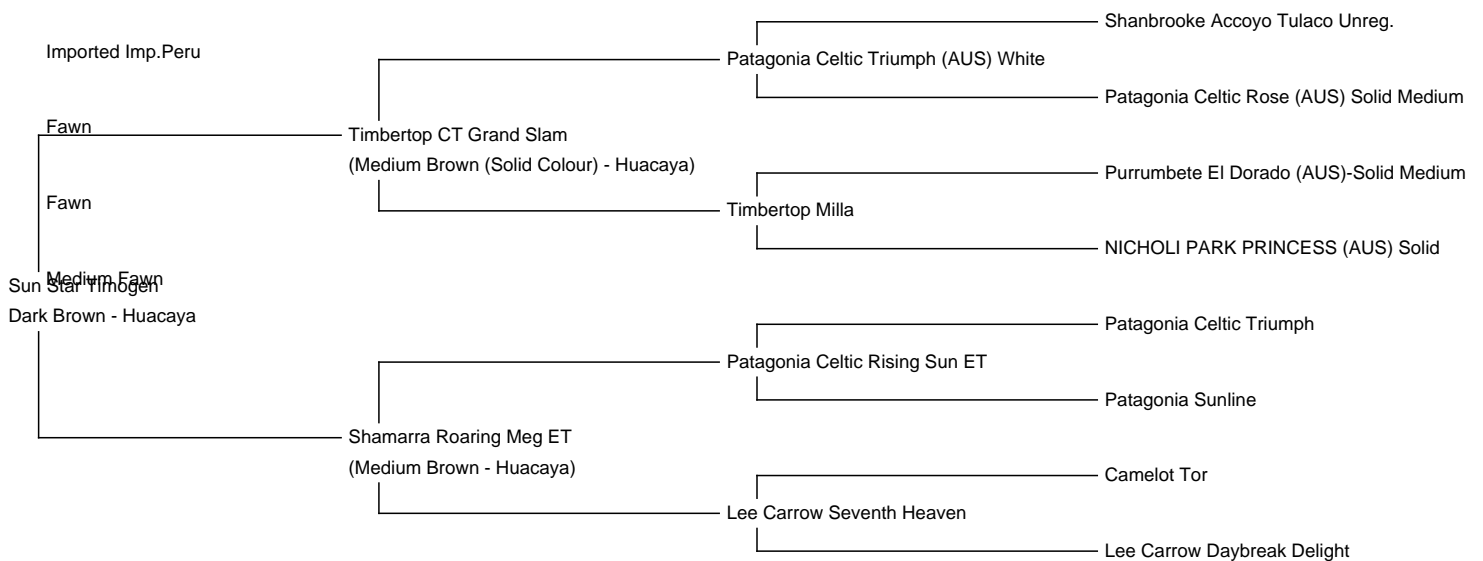 Shanbrooke Accoyo Tulaco Unreg.
Imported Imp.Peru
Patagonia Celtic Triumph (AUS) White
Patagonia Celtic Rose (AUS) Solid Medium
Fawn
Timbertop CT Grand Slam
(Medium Brown (Solid Colour) - Huacaya)
Purrumbete El Dorado (AUS)-Solid Medium
Fawn
Timbertop Milla
NICHOLI PARK PRINCESS (AUS) Solid
Medium Fawn
Sun Star Timogen
Dark Brown - Huacaya
Patagonia Celtic Triumph
Patagonia Celtic Rising Sun ET
Patagonia Sunline
Shamarra Roaring Meg ET
(Medium Brown - Huacaya)
Camelot Tor
Lee Carrow Seventh Heaven
Lee Carrow Daybreak Delight